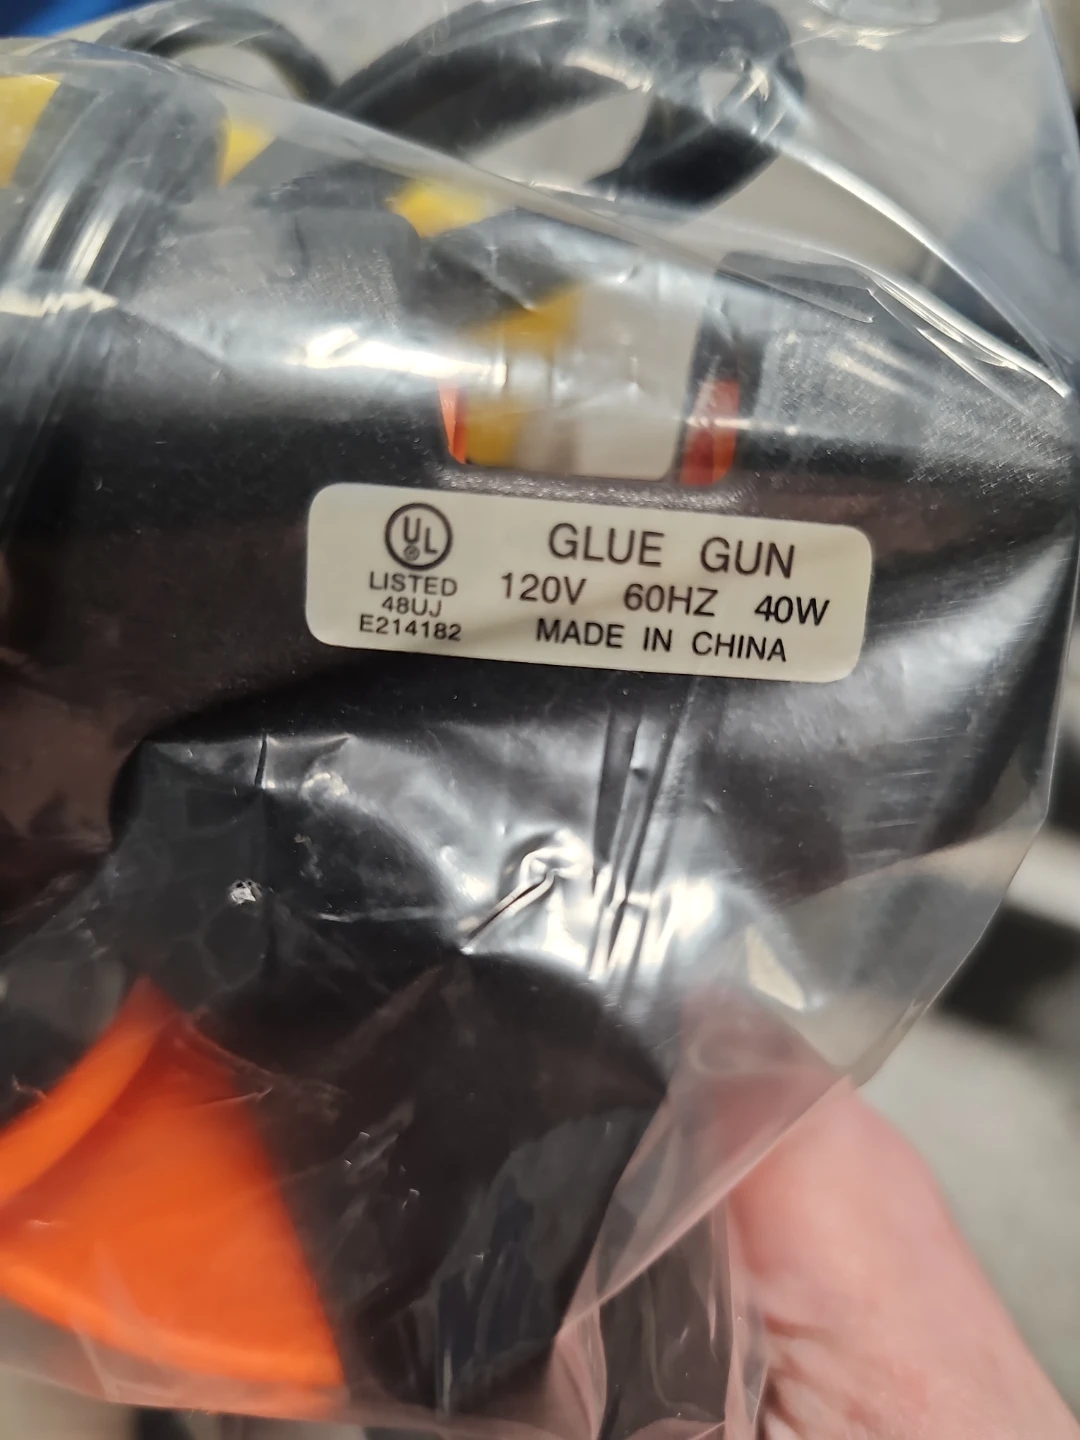 UL
LISTED
48UJ
E214182
GLUE GUN
120V 60HZ 40W
MADE IN CHINA